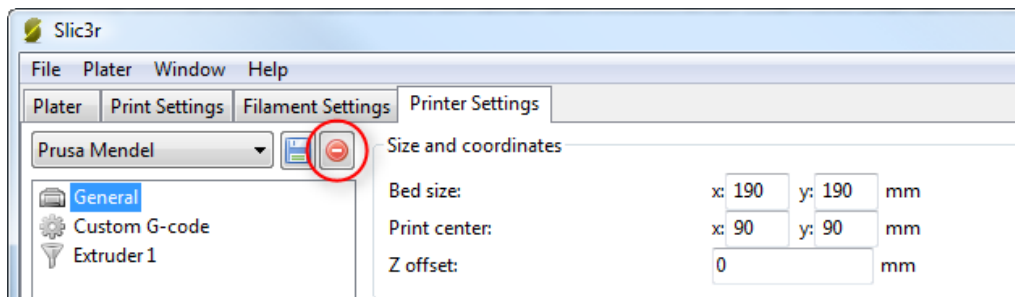 Slic3r
File Plater Window Help
Plater Print Settings Filament Settings Printer Settings
Prusa Mendel
Size and coordinates
General
Custom G-code
Extruder 1
Bed size: x: 190 y: 190 mm
Print center: x: 90 y: 90 mm
Z offset: 0 mm